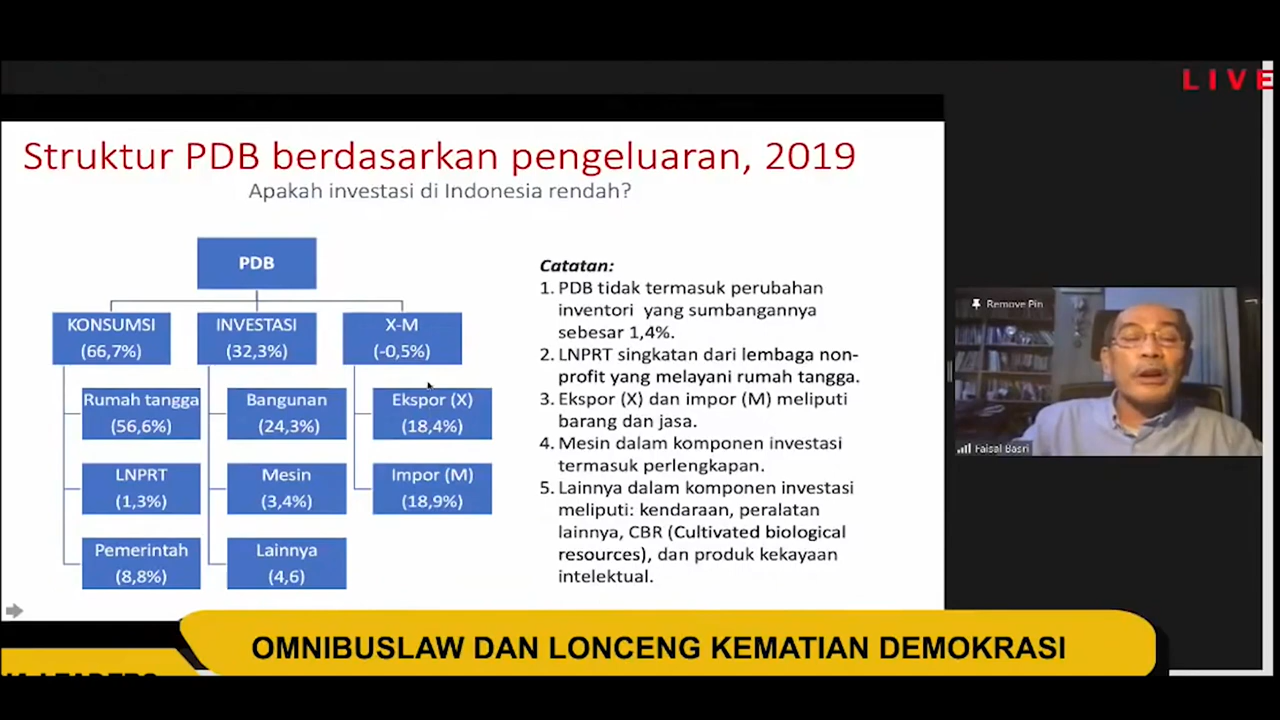 LIVE
Struktur PDB berdasarkan pengeluaran, 2019
Apakah investasi di Indonesia rendah?
PDB
KONSUMSI
(66,7%)
INVESTASI
(32,3%)
X-M
(-0,5%)
Rumah tangga
(56,6%)
Bangunan
(24,3%)
Ekspor (X)
(18,4%)
LNPRT
(1,3%)
Mesin
(3,4%)
Impor (M)
(18,9%)
Pemerintah
(8,8%)
Lainnya
(4,6)
Catatan:
1. PDB tidak termasuk perubahan
inventori yang sumbangannya
sebesar 1,4%.
2. LNPRT singkatan dari lembaga non-
profit yang melayani rumah tangga.
3. Ekspor (X) dan impor (M) meliputi
barang dan jasa.
4. Mesin dalam komponen investasi
termasuk perlengkapan.
5. Lainnya dalam komponen investasi
meliputi: kendaraan, peralatan
lainnya, CBR (Cultivated biological
resources), dan produk kekayaan
intelektual.
Remove Pin
Faisal Basri
OMNIBUSLAW DAN LONCENG KEMATIAN DEMOKRASI